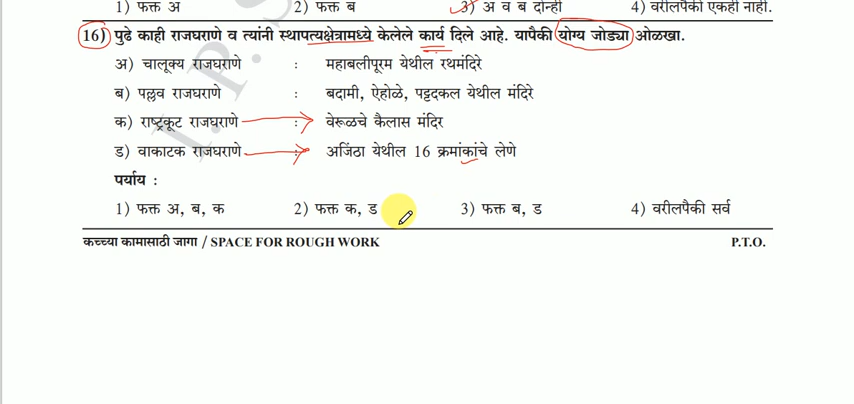 1) फक्त अ 2) फक्त ब 3) अ व ब दोन्ही 4) वरीलपैकी एकही नाही.
16) पुढे काही राजघराणे व त्यांनी स्थापत्यक्षेत्रामध्ये केलेले कार्य दिले आहे. यापैकी योग्य जोड्या ओळखा.
अ) चालूक्य राजघराणे : महाबलीपूरम येथील रथमंदिरे
ब) पल्लव राजघराणे : बदामी, ऐहोळे, पट्टदकल येथील मंदिरे
क) राष्ट्रकूट राजघराणे : वेरूळचे कैलास मंदिर
ड) वाकाटक राजघराणे : अजिंठा येथील 16 क्रमांकांचे लेणे
पर्याय :
1) फक्त अ, ब, क 2) फक्त क, ड 3) फक्त ब, ड 4) वरीलपैकी सर्व
कच्च्या कामासाठी जागा / SPACE FOR ROUGH WORK P.T.O.
I.P.S